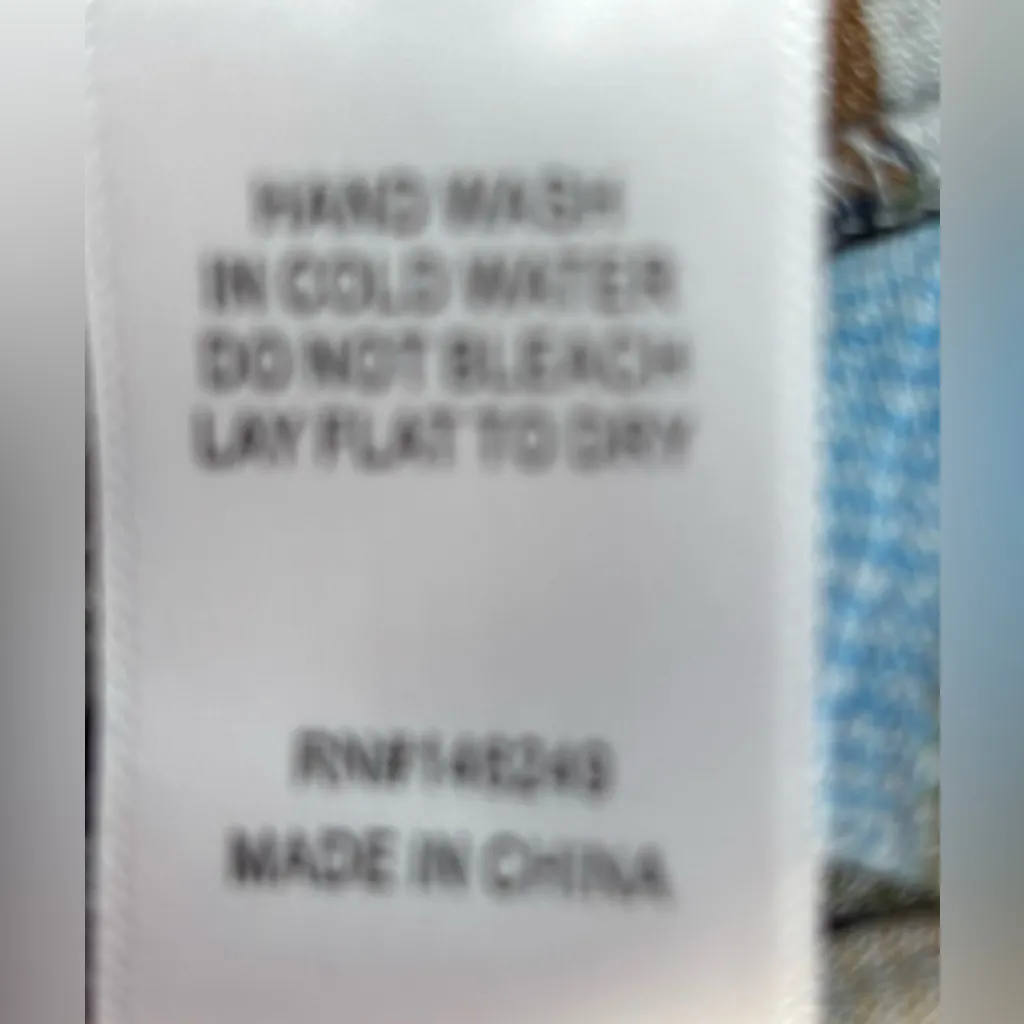 HAND WASH
IN COLD WATER
DO NOT BLEACH
LAY FLAT TO DRY
MADE IN CHINA